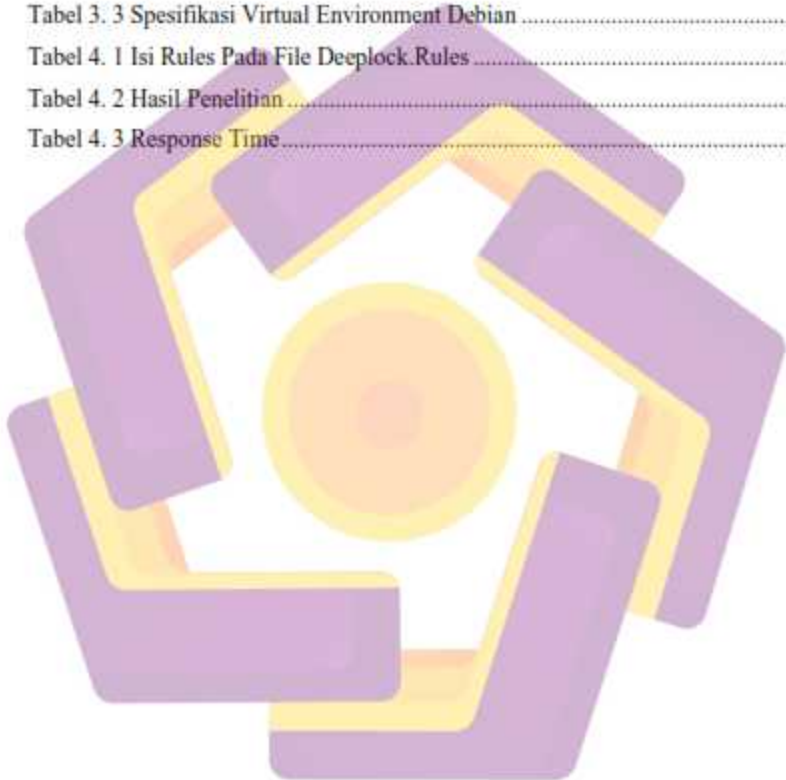 Tabel 3. 3 Spesifikasi Virtual Environment Debian ............................................
Tabel 4. 1 Isi Rules Pada File Deeplock.Rules ....................................................
Tabel 4. 2 Hasil Penelitian ...................................................................................
Tabel 4. 3 Response Time....................................................................................